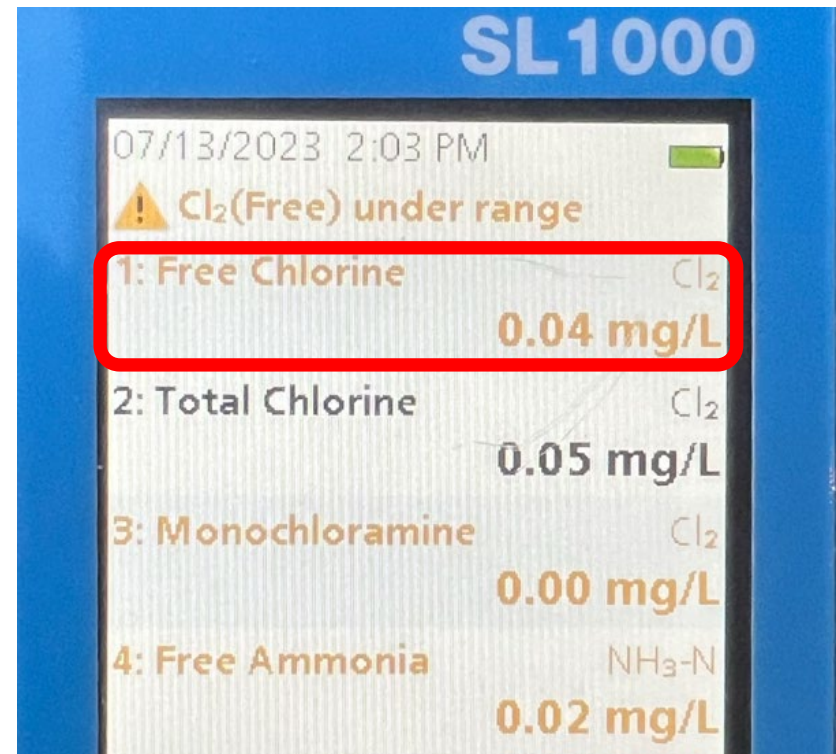 SL1000
07/13/2023 2:03 PM
Cl₂(Free) under range
1: Free Chlorine Cl₂
0.04 mg/L
2: Total Chlorine Cl₂
0.05 mg/L
3: Monochloramine Cl₂
0.00 mg/L
4: Free Ammonia NH₃-N
0.02 mg/L